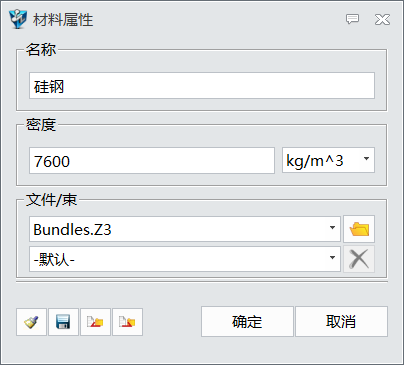 材料属性
名称
硅钢
密度
7600
kg/m^3
文件/束
Bundles.Z3
-默认-
确定
取消